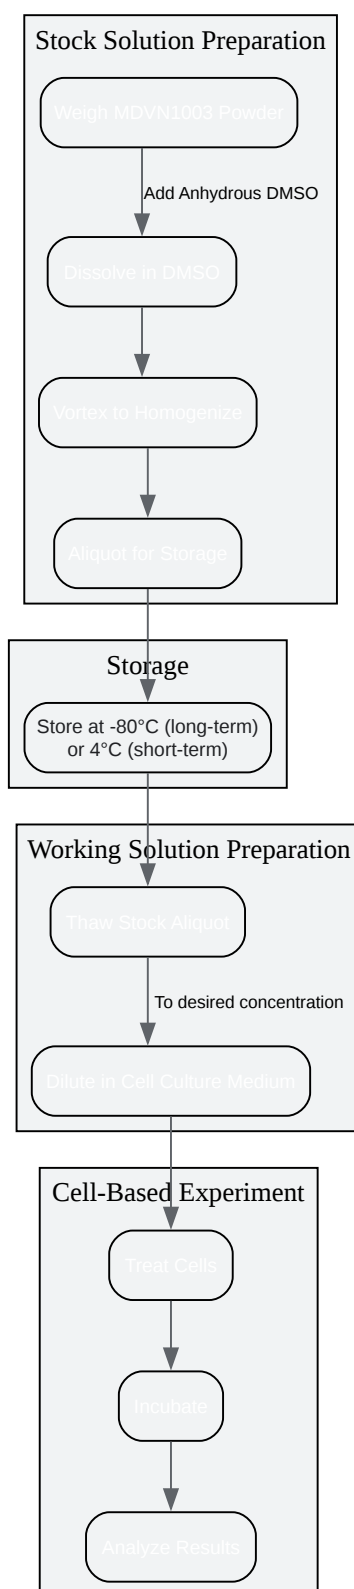 Stock Solution Preparation
Weigh MDVN1003 Powder
Add Anhydrous DMSO
Dissolve in DMSO
Vortex to Homogenize
Aliquot for Storage
Storage
Store at -80°C (long-term)
or 4°C (short-term)
Working Solution Preparation
Thaw Stock Aliquot
To desired concentration
Dilute in Cell Culture Medium
Cell-Based Experiment
Treat Cells
Incubate
Analyze Results